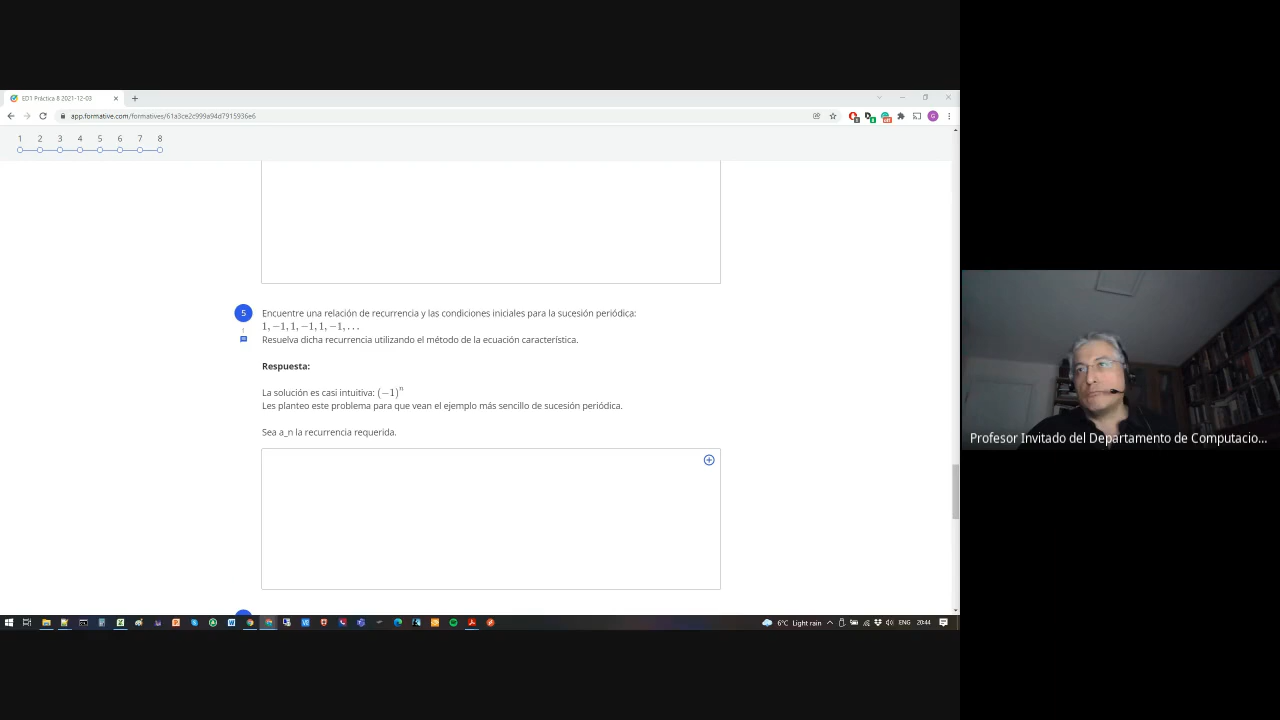 ED1 Práctica 8 2021-12-03
app.formative.com/formatives/61a3ce2c999a94d7915936e6
1 2 3 4 5 6 7 8
5 Encuentre una relación de recurrencia y las condiciones iniciales para la sucesión periódica:
1, −1, 1, −1, 1, −1, . . .
Resuelva dicha recurrencia utilizando el método de la ecuación característica.
Respuesta:
La solución es casi intuitiva: (−1)^n
Les planteo este problema para que vean el ejemplo más sencillo de sucesión periódica.
Sea a_n la recurrencia requerida.
Profesor Invitado del Departamento de Computacio...
6°C Light rain ENG 20:44